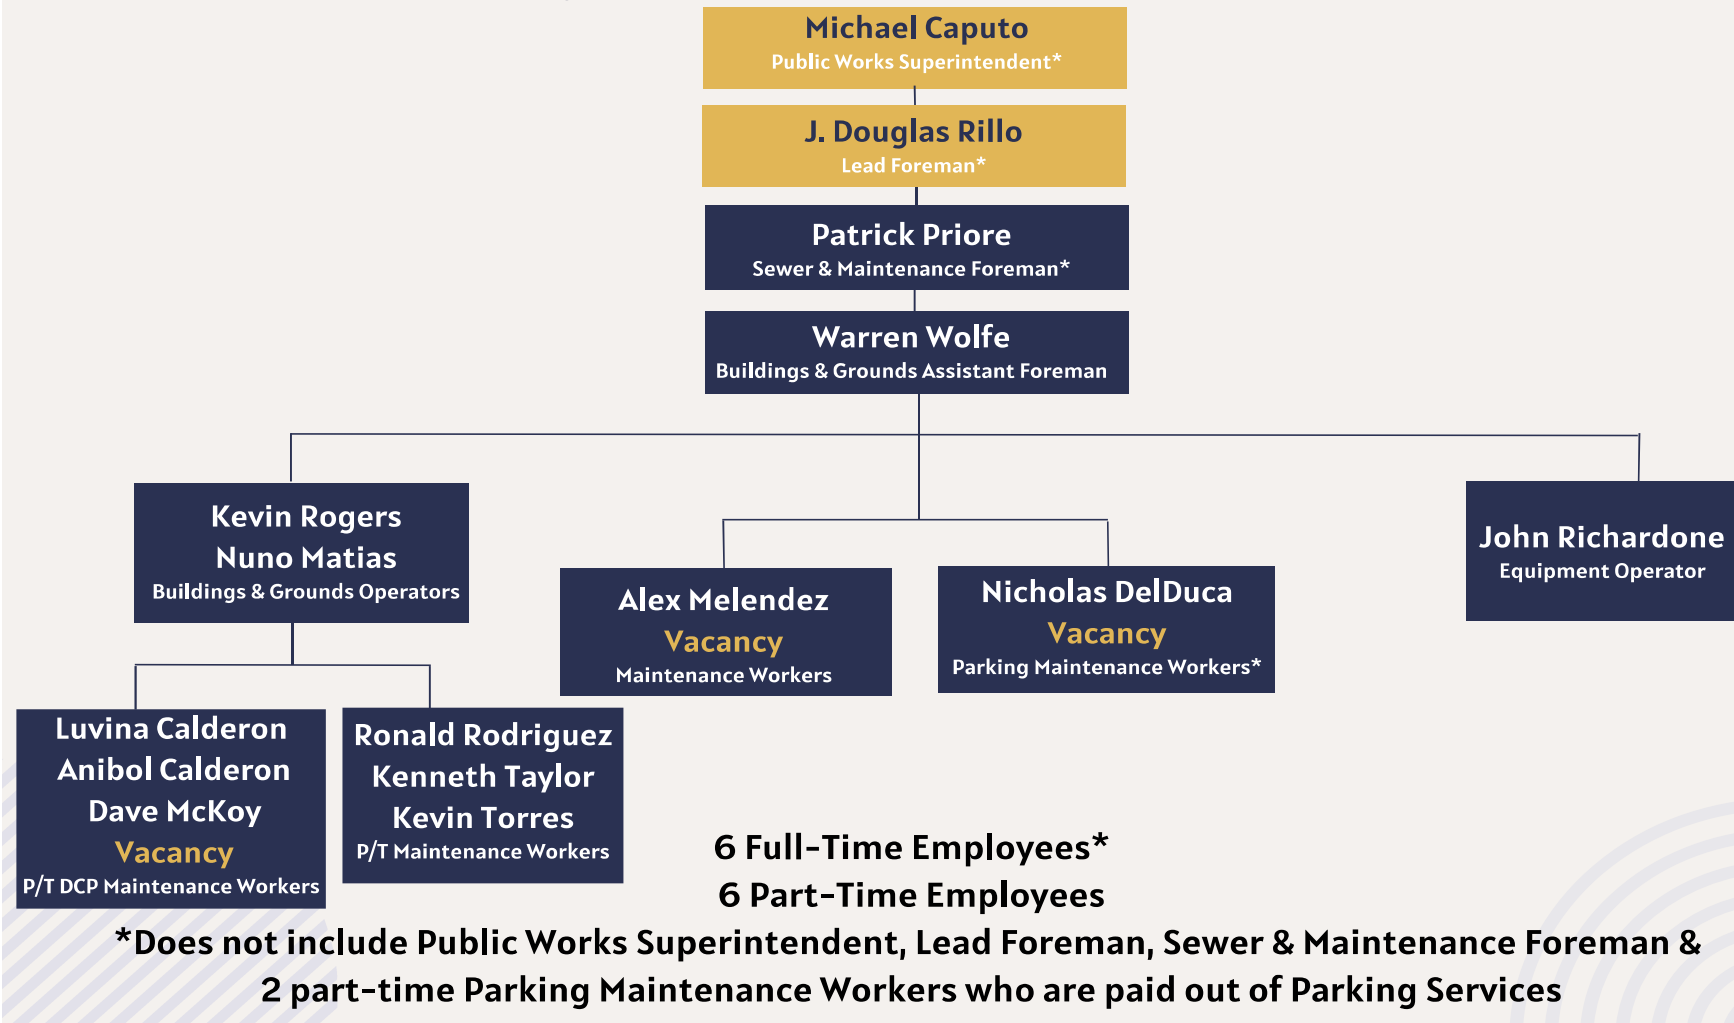 Michael Caputo
Public Works Superintendent*
J. Douglas Rillo
Lead Foreman*
Patrick Priore
Sewer & Maintenance Foreman*
Warren Wolfe
Buildings & Grounds Assistant Foreman
Kevin Rogers
Nuno Matias
Buildings & Grounds Operators
Alex Melendez
Vacancy
Maintenance Workers
Nicholas DelDuca
Vacancy
Parking Maintenance Workers*
John Richardone
Equipment Operator
Luvina Calderon
Anibol Calderon
Dave McKoy
Vacancy
P/T DCP Maintenance Workers
Ronald Rodriguez
Kenneth Taylor
Kevin Torres
P/T Maintenance Workers
6 Full-Time Employees*
6 Part-Time Employees
*Does not include Public Works Superintendent, Lead Foreman, Sewer & Maintenance Foreman &
2 part-time Parking Maintenance Workers who are paid out of Parking Services